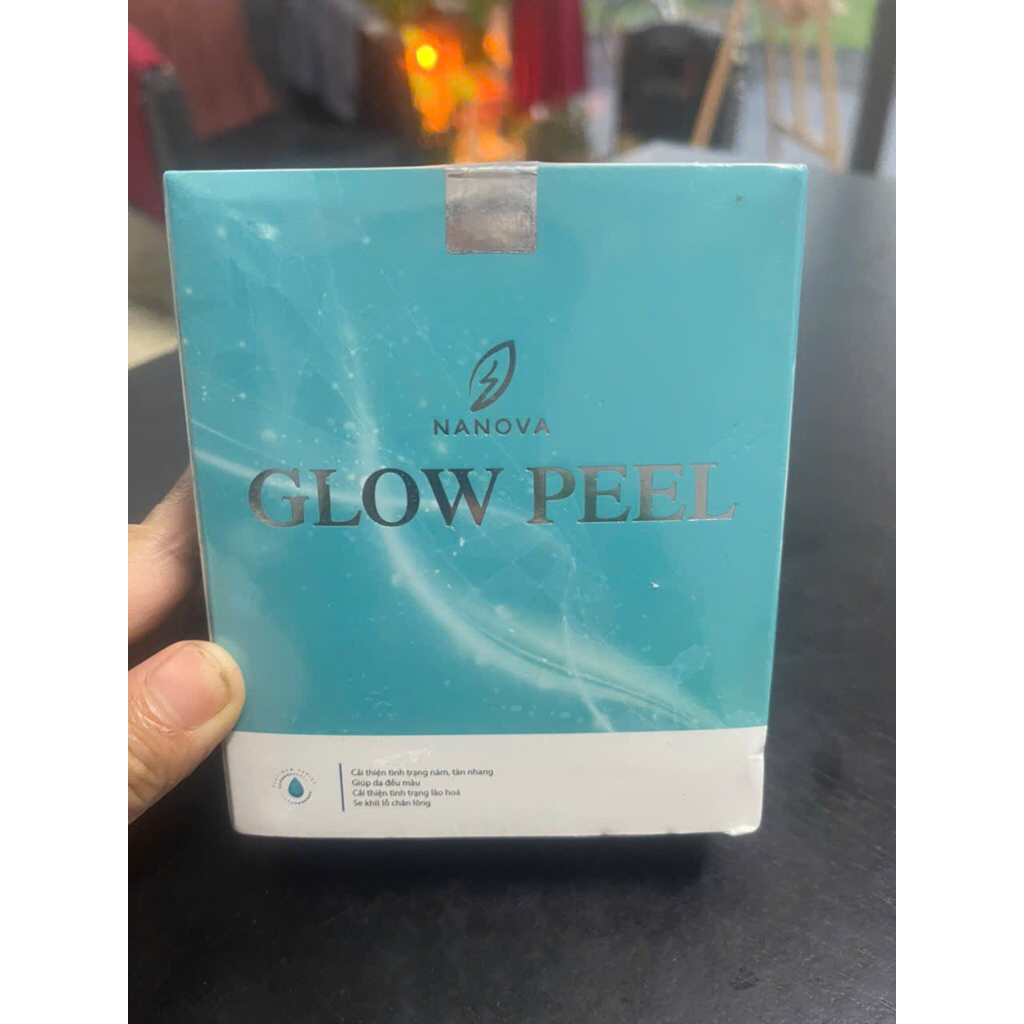 NANOVA
GLOW PEEL
Cải thiện tình trạng nám, tàn nhang
Giúp da đều màu
Cải thiện tình trạng lão hoá
Se khít lỗ chân lông